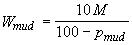 W_mud = 10 M / (100 − p_mud)